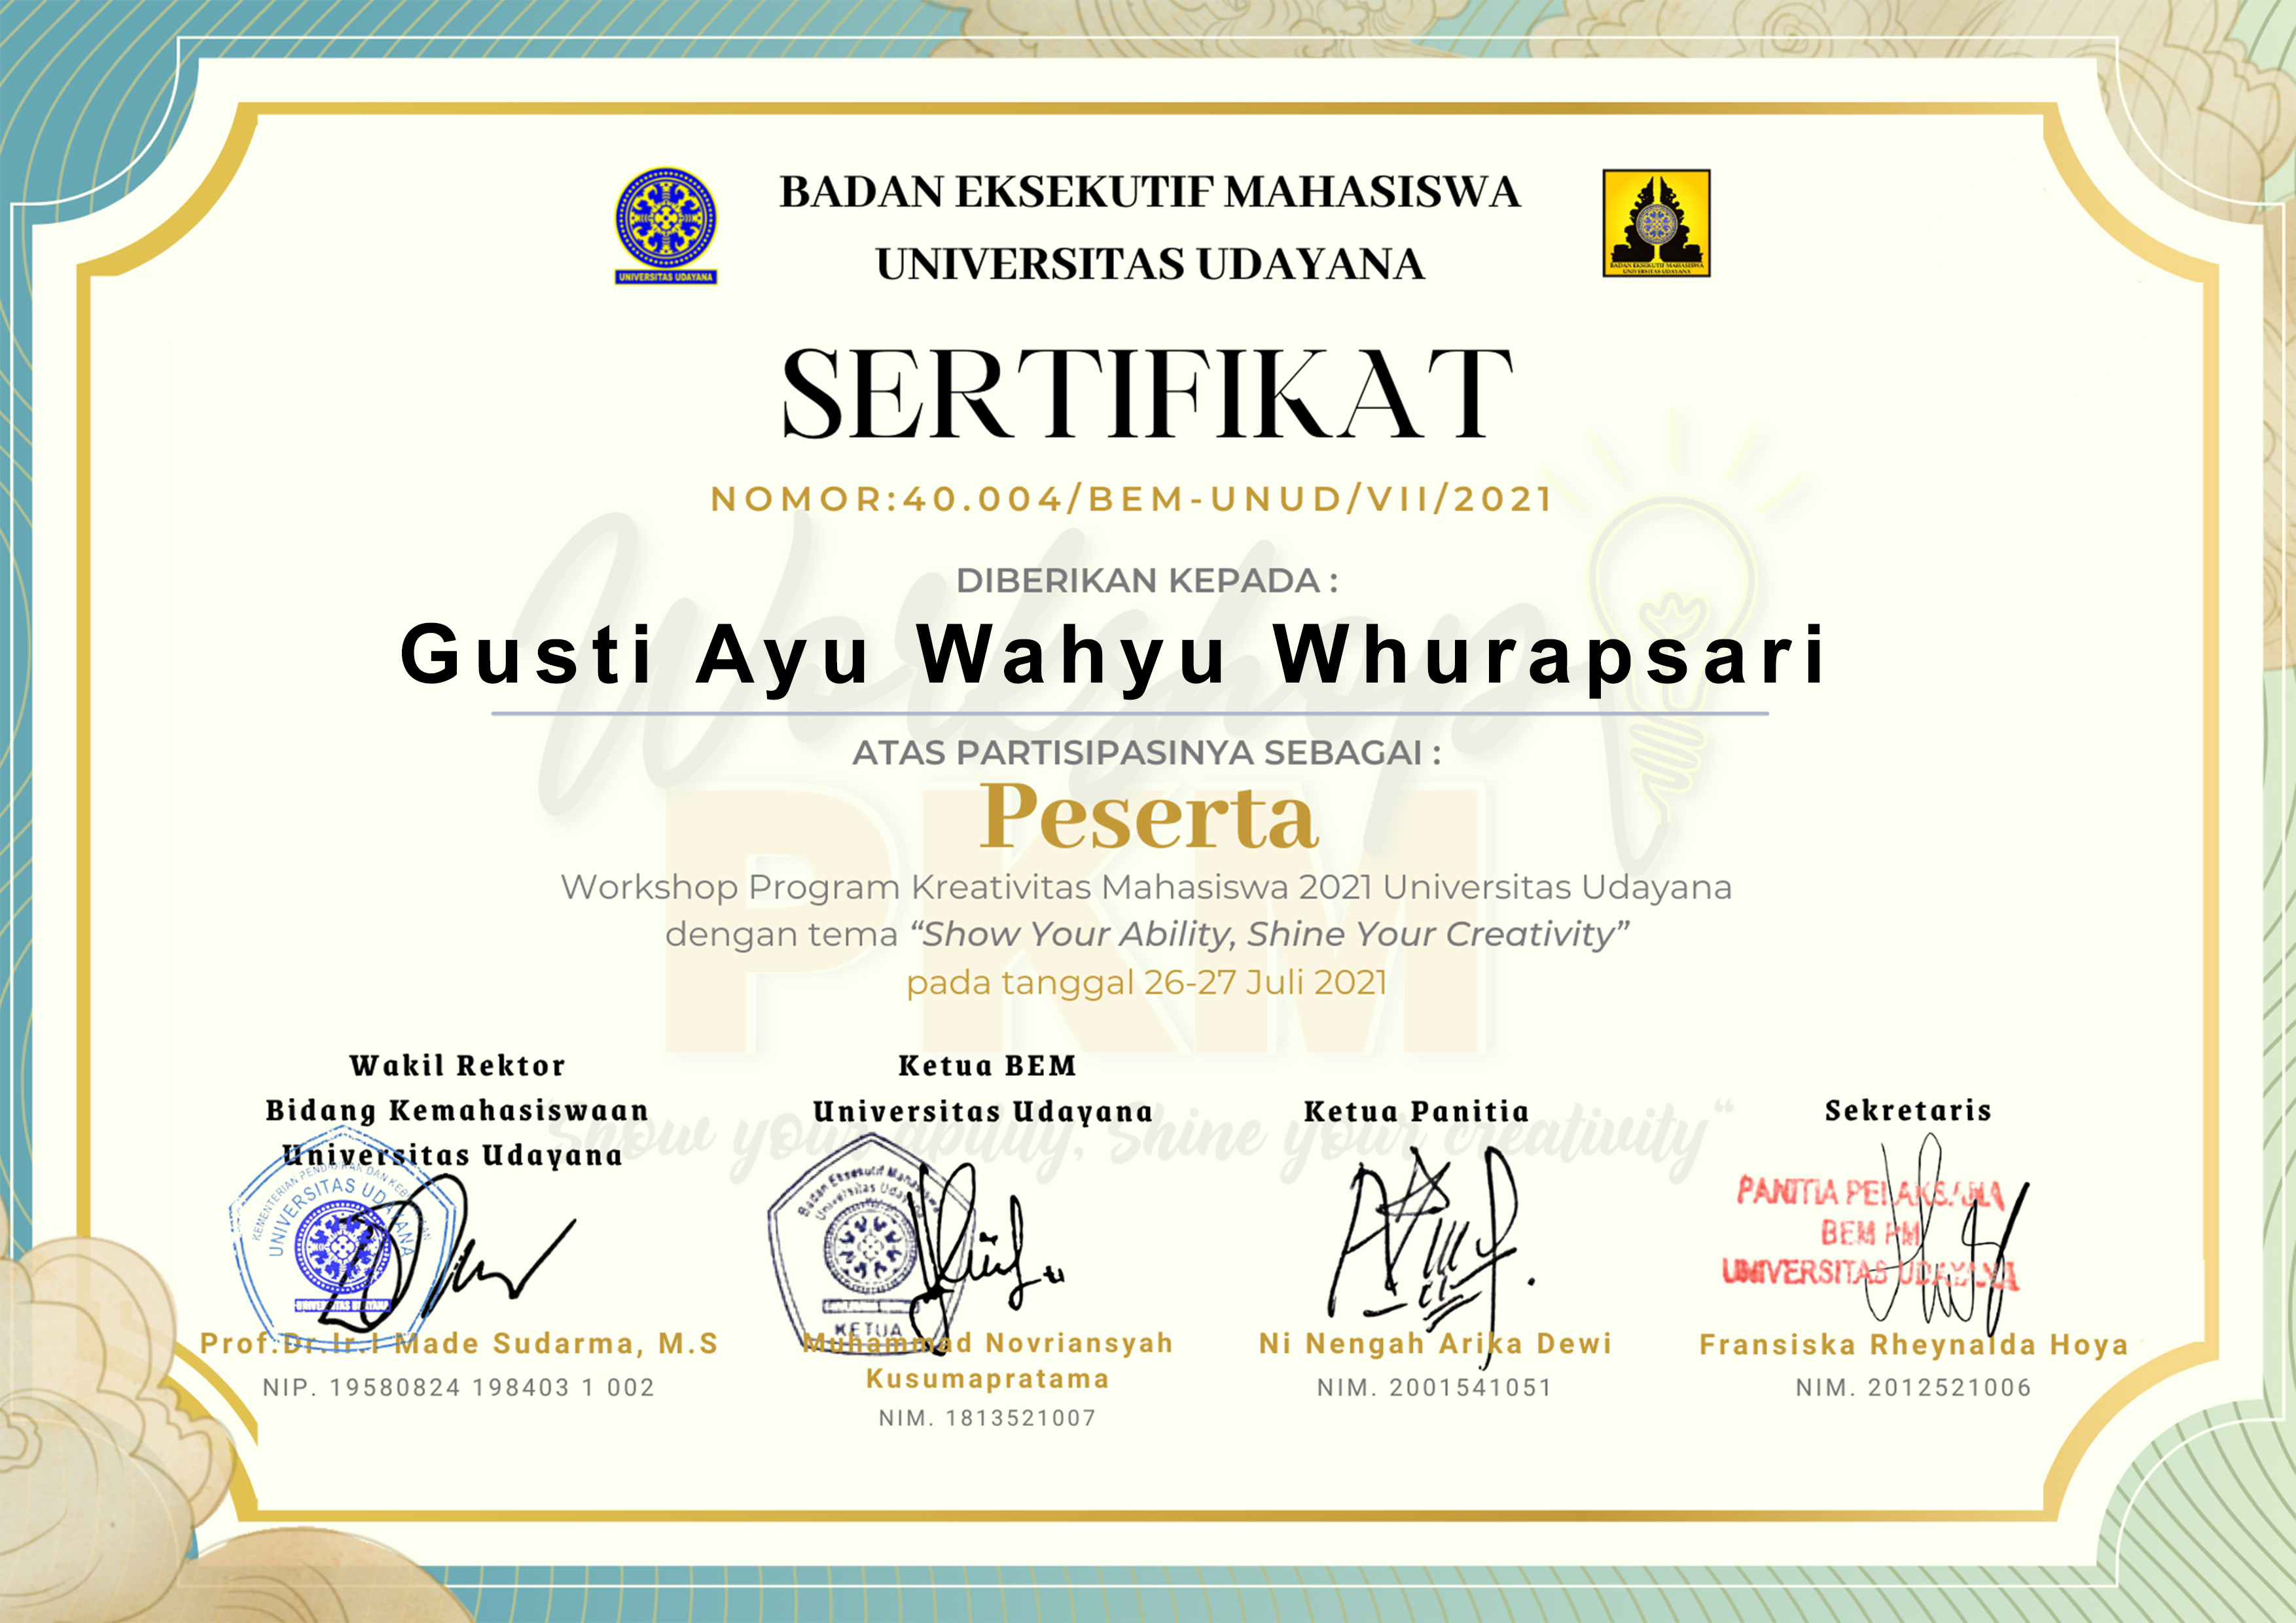 BADAN EKSEKUTIF MAHASISWA
UNIVERSITAS UDAYANA
UNIVERSITAS UDAYANA
BADAN EKSEKUTIF MAHASISWA
UNIVERSITAS UDAYANA
SERTIFIKAT
NOMOR:40.004/BEM-UNUD/VII/2021
DIBERIKAN KEPADA :
Gusti Ayu Wahyu Whurapsari
ATAS PARTISIPASINYA SEBAGAI :
Peserta
Workshop Program Kreativitas Mahasiswa 2021 Universitas Udayana
dengan tema “Show Your Ability, Shine Your Creativity”
pada tanggal 26-27 Juli 2021
Workshop
PKM
Show your ability, Shine your creativity“
Wakil Rektor
Bidang Kemahasiswaan
Universitas Udayana
KEMENTERIAN PENDIDIKAN DAN KEBUDAYAAN
UNIVERSITAS UDAYANA
UNIVERSITAS UDAYANA
Prof.Dr.Ir.I Made Sudarma, M.S
NIP. 19580824 198403 1 002
Ketua BEM
Universitas Udayana
Badan Eksekutif Mahasiswa
Universitas Udayana
KETUA
Muhammad Novriansyah
Kusumapratama
NIM. 1813521007
Ketua Panitia
Ni Nengah Arika Dewi
NIM. 2001541051
Sekretaris
PANITIA PELAKSANA
BEM PM
UNIVERSITAS UDAYANA
Fransiska Rheynalda Hoya
NIM. 2012521006